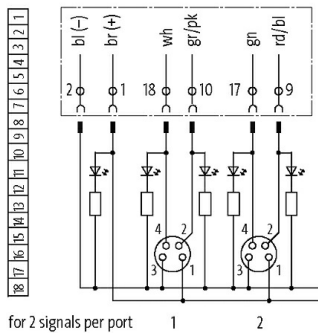 1
2
3
4
5
6
7
8
9
10
11
12
13
14
15
16
17
18
bl (–)
br (+)
wh
gr/pk
gn
rd/bl
2 1 18 10 17 9
4 2 4 2
3 1 3 1
for 2 signals per port 1 2